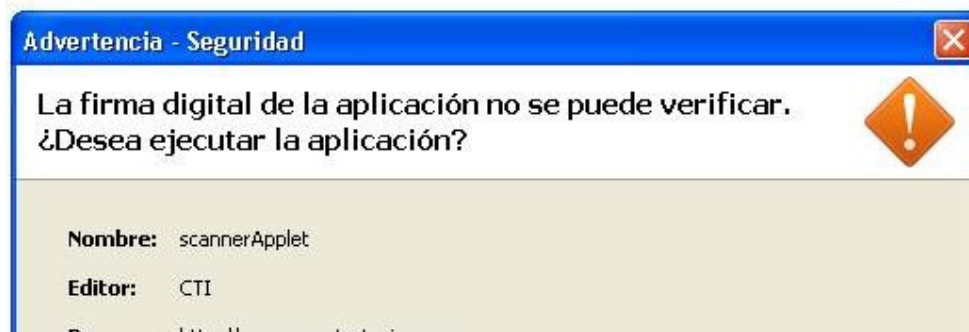 Advertencia - Seguridad
La firma digital de la aplicación no se puede verificar.
¿Desea ejecutar la aplicación?
Nombre: scannerApplet
Editor: CTI